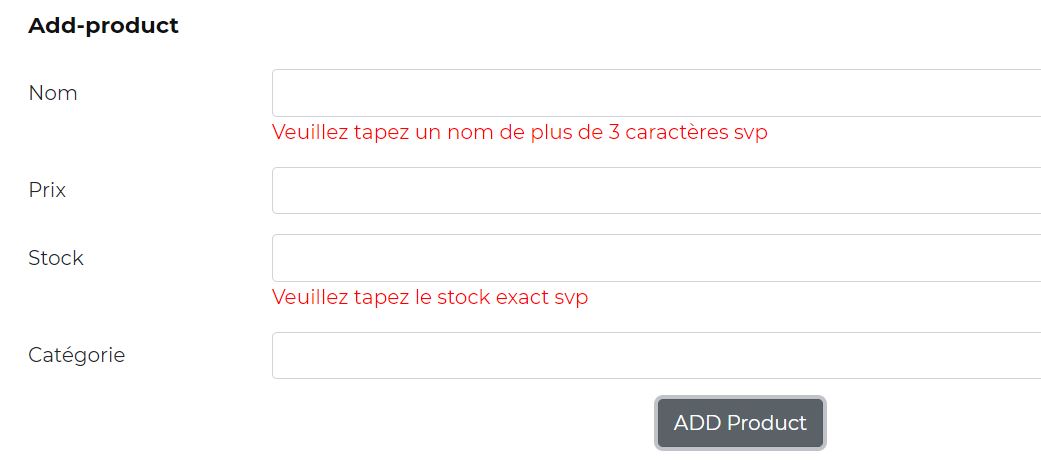 Add-product
Nom
Veuillez tapez un nom de plus de 3 caractères svp
Prix
Stock
Veuillez tapez le stock exact svp
Catégorie
ADD Product